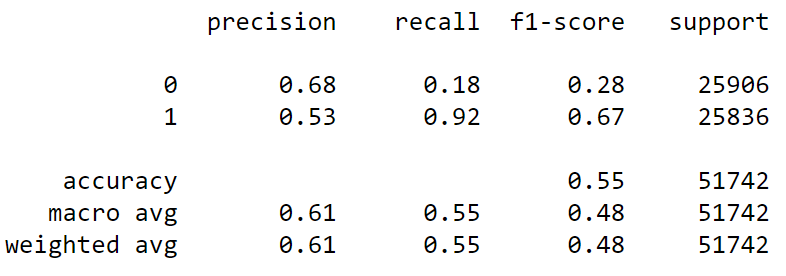 precision recall f1-score support
0 0.68 0.18 0.28 25906
1 0.53 0.92 0.67 25836
accuracy 0.55 51742
macro avg 0.61 0.55 0.48 51742
weighted avg 0.61 0.55 0.48 51742